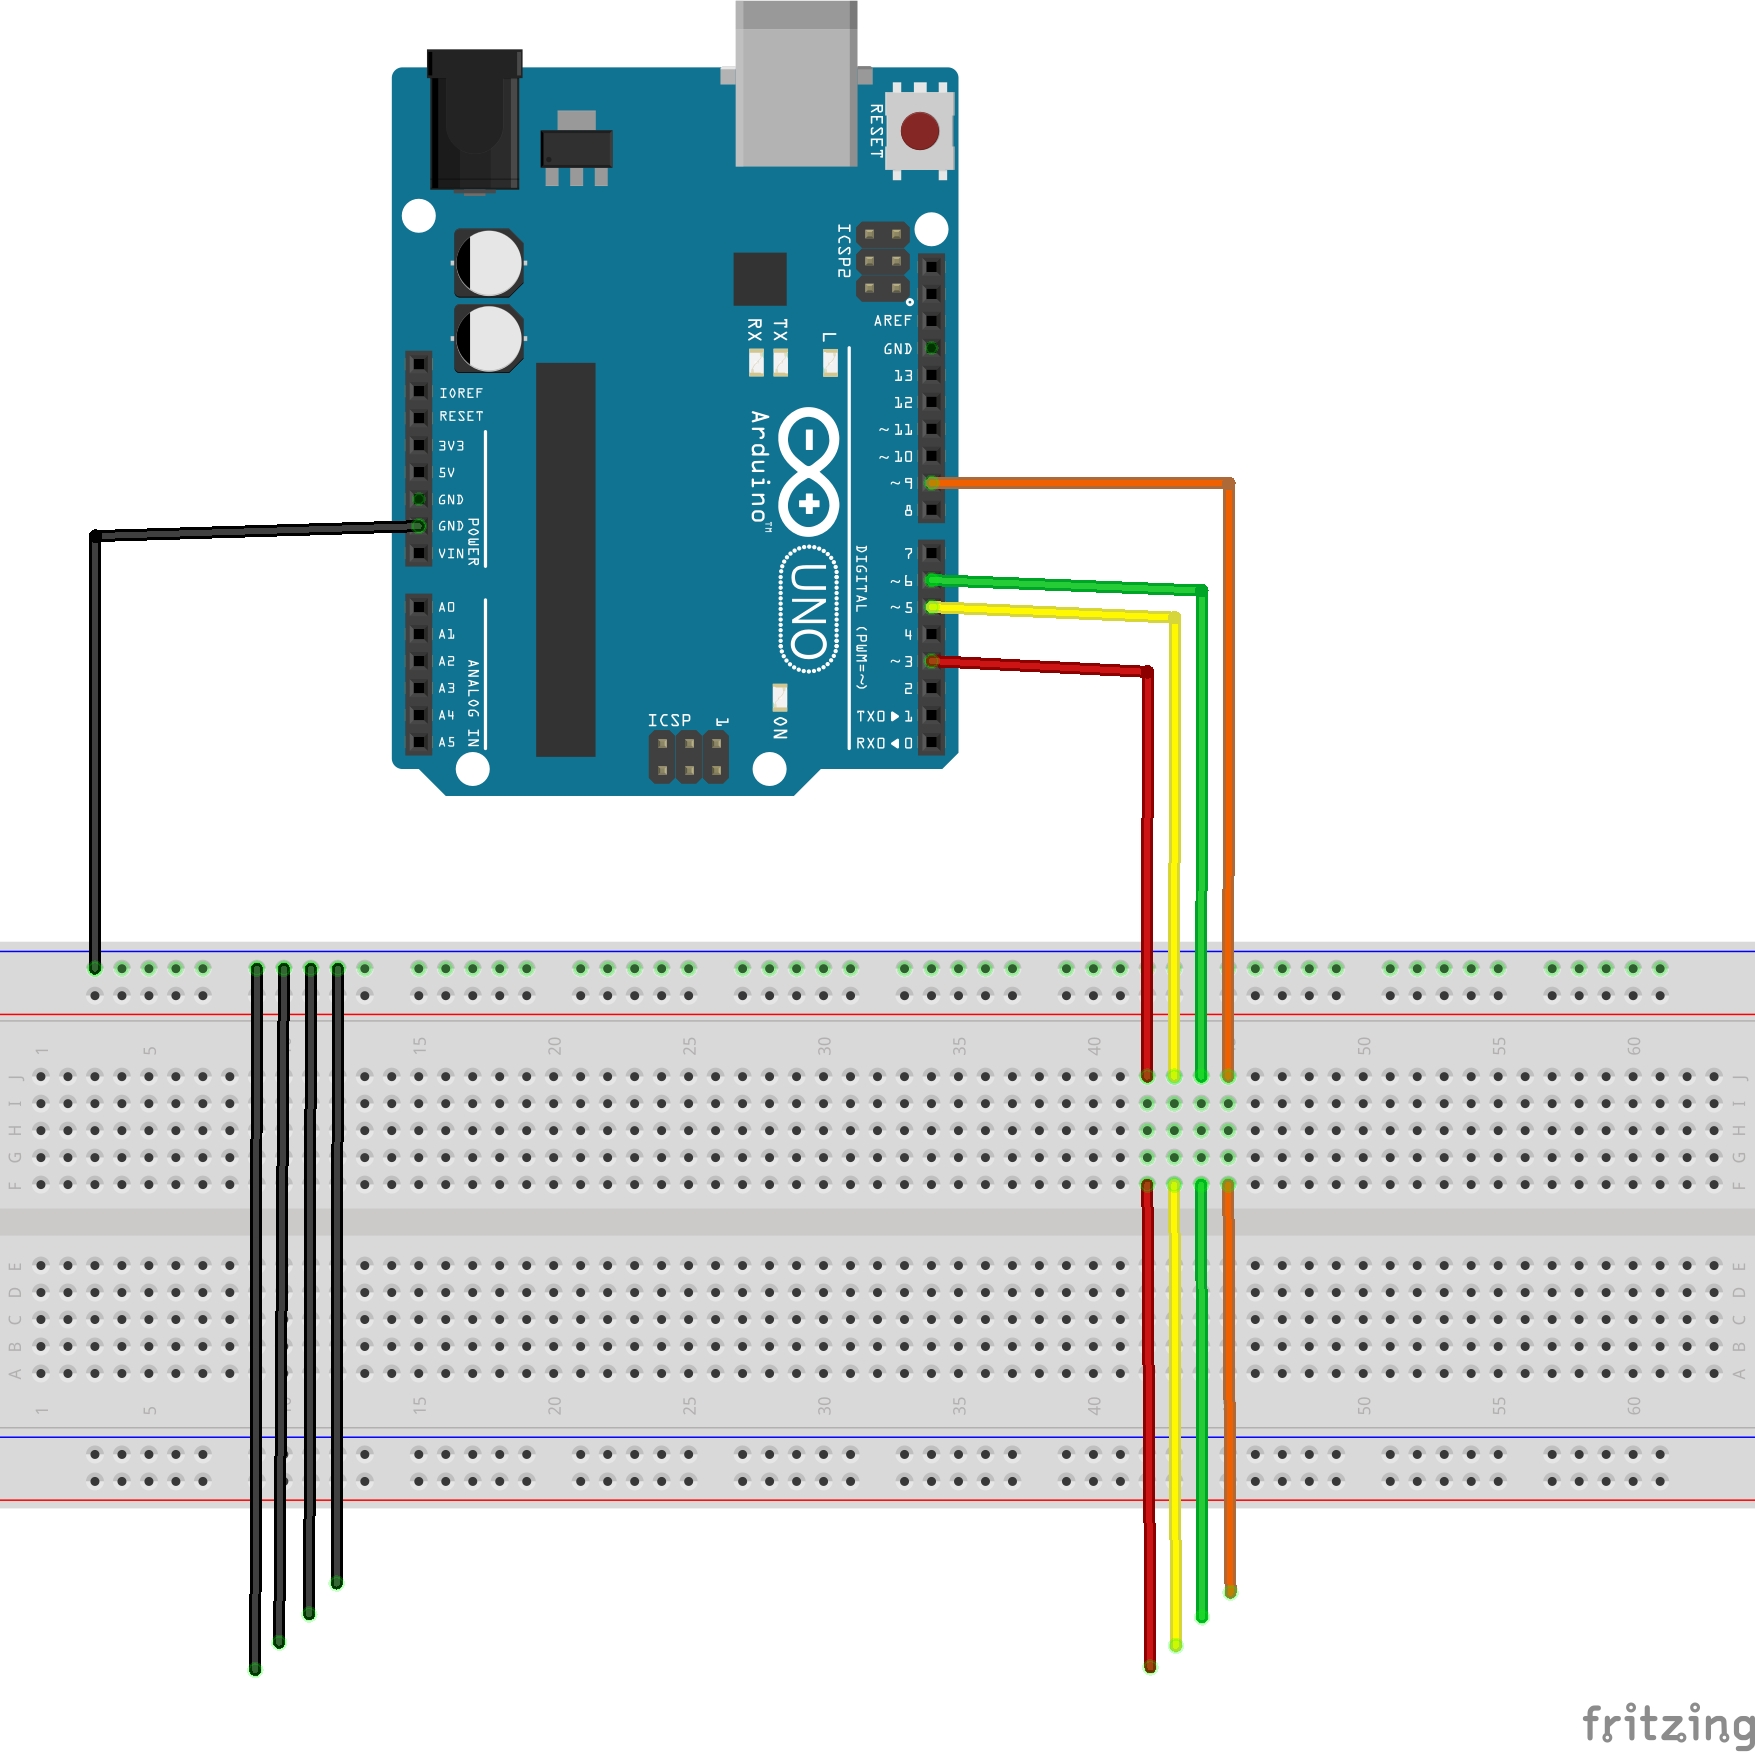 RESET
ICSP2
AREF
GND
13
12
~11
~10
~9
8
7
~6
~5
4
~3
2
TX0▶1
RX0◀0
DIGITAL (PWM=~)
RX
TX
L
Arduino™
UNO
ON
ICSP
1
IOREF
RESET
3V3
5V
GND
GND
VIN
POWER
A0
A1
A2
A3
A4
A5
ANALOG IN
1 5 15 20 25 30 35 40 50 55 60
J J
I I
H H
G G
F F
E E
D D
C C
B B
A A
1 5 15 20 25 30 35 40 50 55 60
fritzing